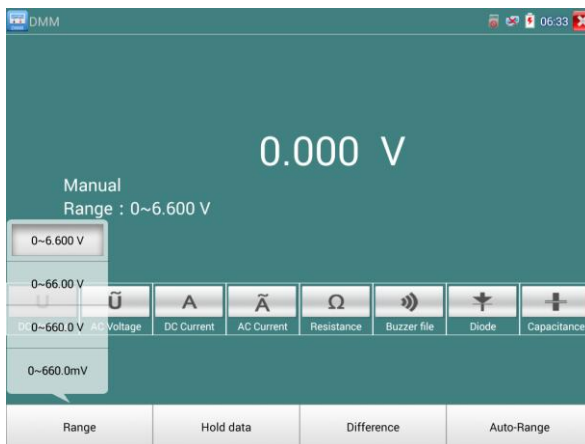 DMM
06:33
0.000 V
Manual
Range : 0~6.600 V
0~6.600 V
0~66.00 V
0~660.0 V
0~660.0mV
U
Ũ
A
Ã
Ω
AC Voltage
DC Current
AC Current
Resistance
Buzzer file
Diode
Capacitance
Range
Hold data
Difference
Auto-Range